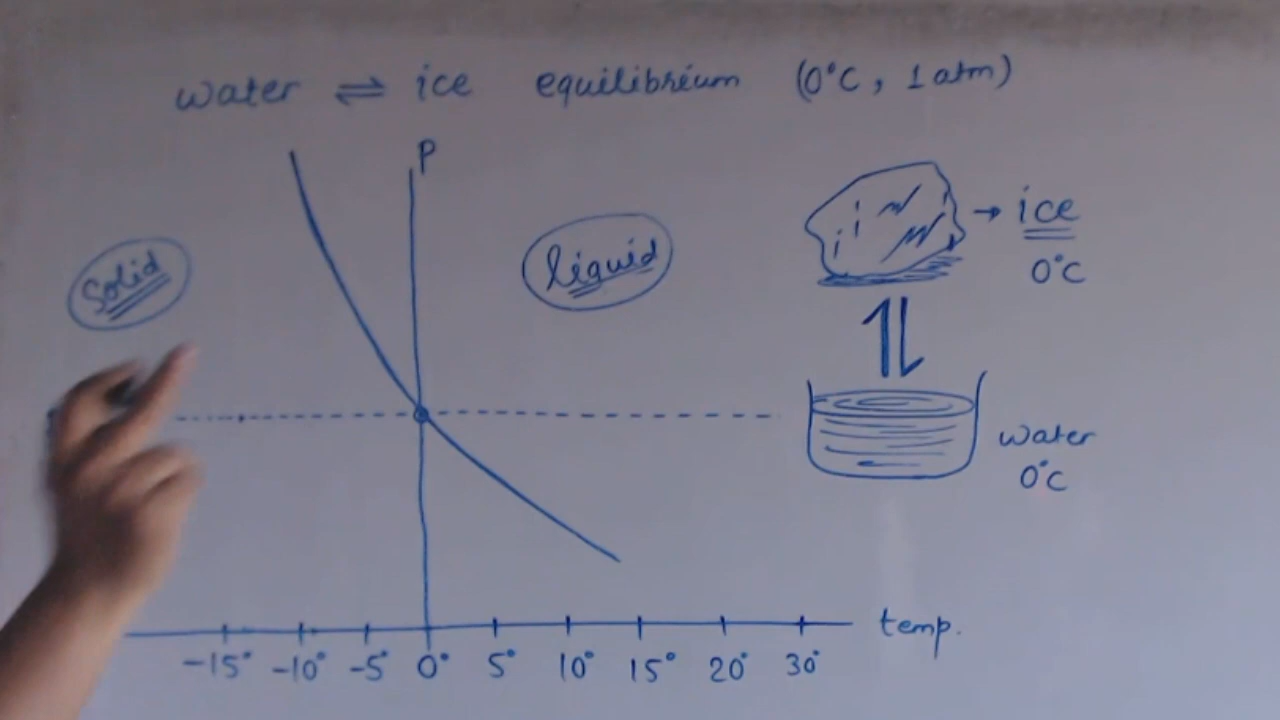 water ⇌ ice equilibrium (0°C, 1 atm)
P
solid
liquid
→ ice
0°C
water
0°C
temp.
-15° -10° -5° 0° 5° 10° 15° 20° 30°